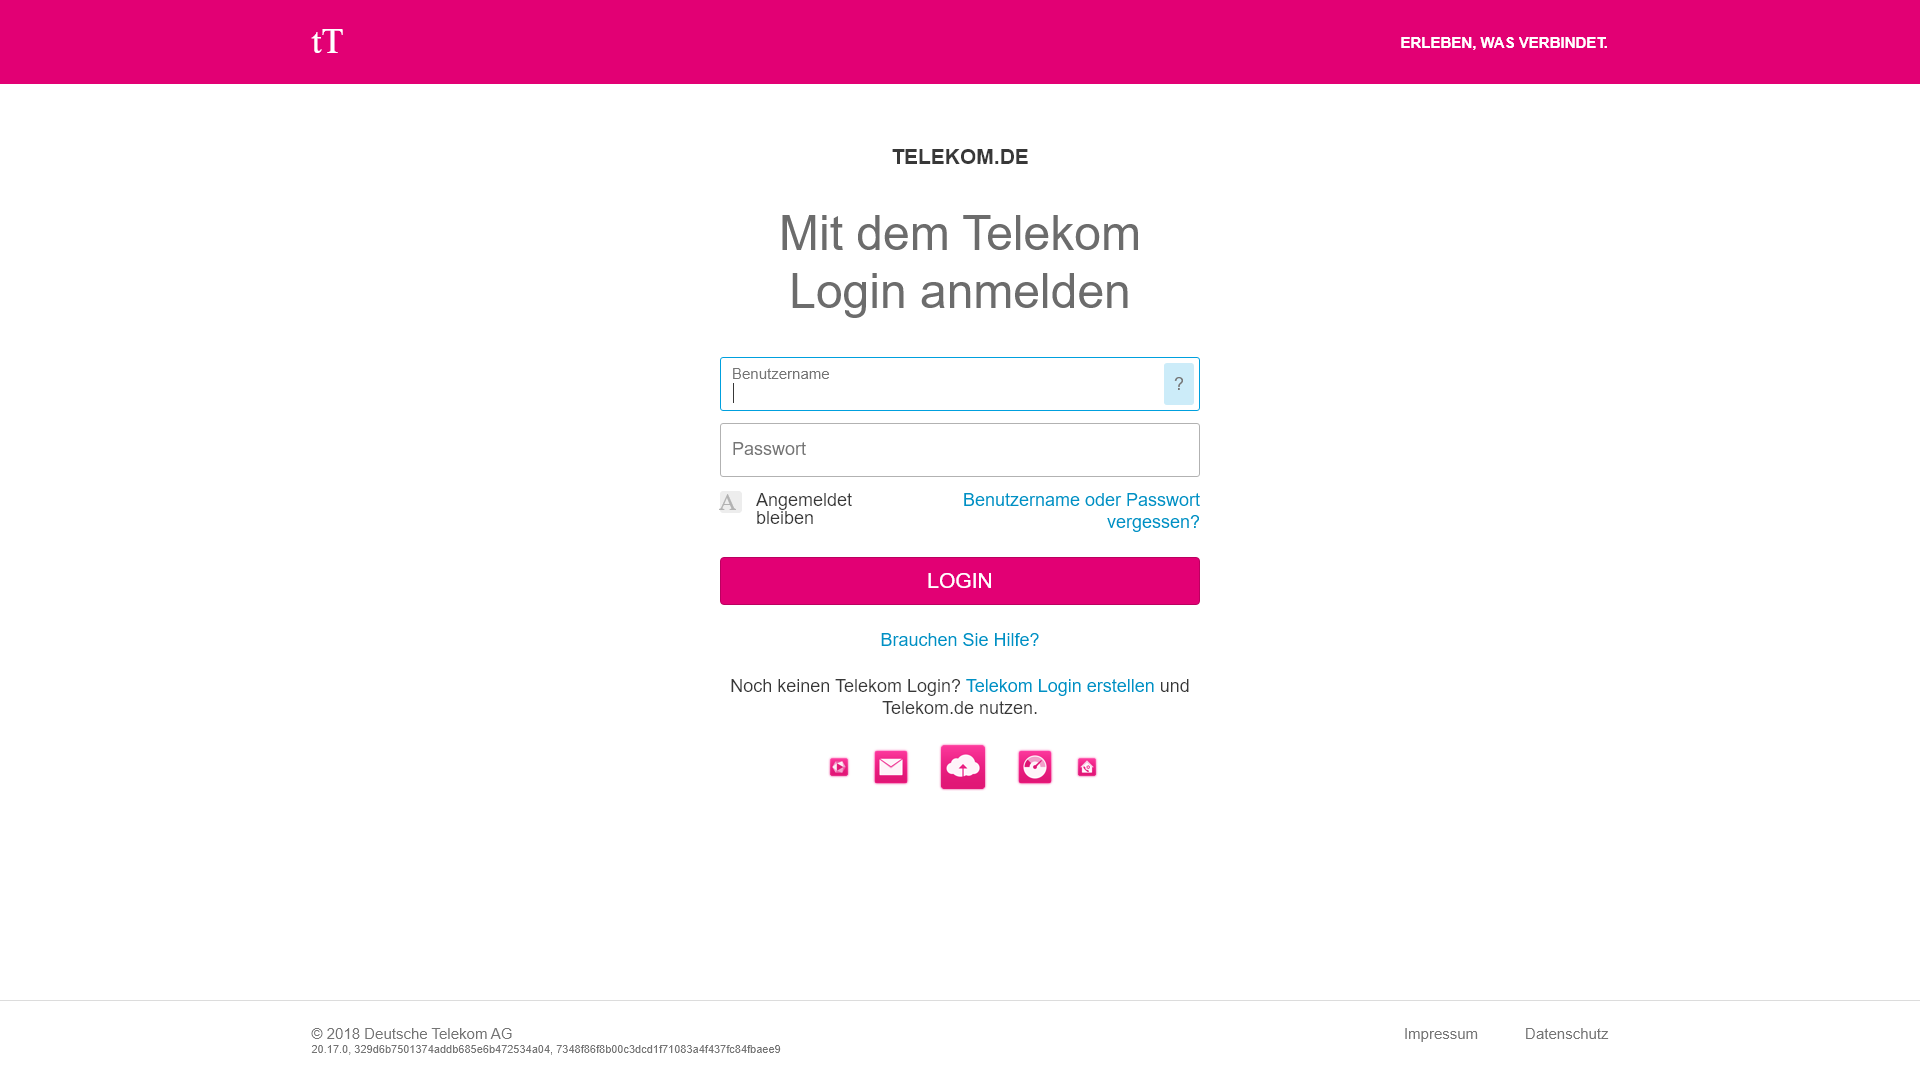 tT
ERLEBEN, WAS VERBINDET.
TELEKOM.DE
Mit dem Telekom
Login anmelden
Benutzername
?
Passwort
A
Angemeldet
bleiben
Benutzername oder Passwort
vergessen?
LOGIN
Brauchen Sie Hilfe?
Noch keinen Telekom Login? Telekom Login erstellen und
Telekom.de nutzen.
© 2018 Deutsche Telekom AG
20.17.0, 329d6b7501374addb685e6b472534a04, 7348f86f8b00c3dcd1f71083a4f437fc84fbaee9
Impressum
Datenschutz